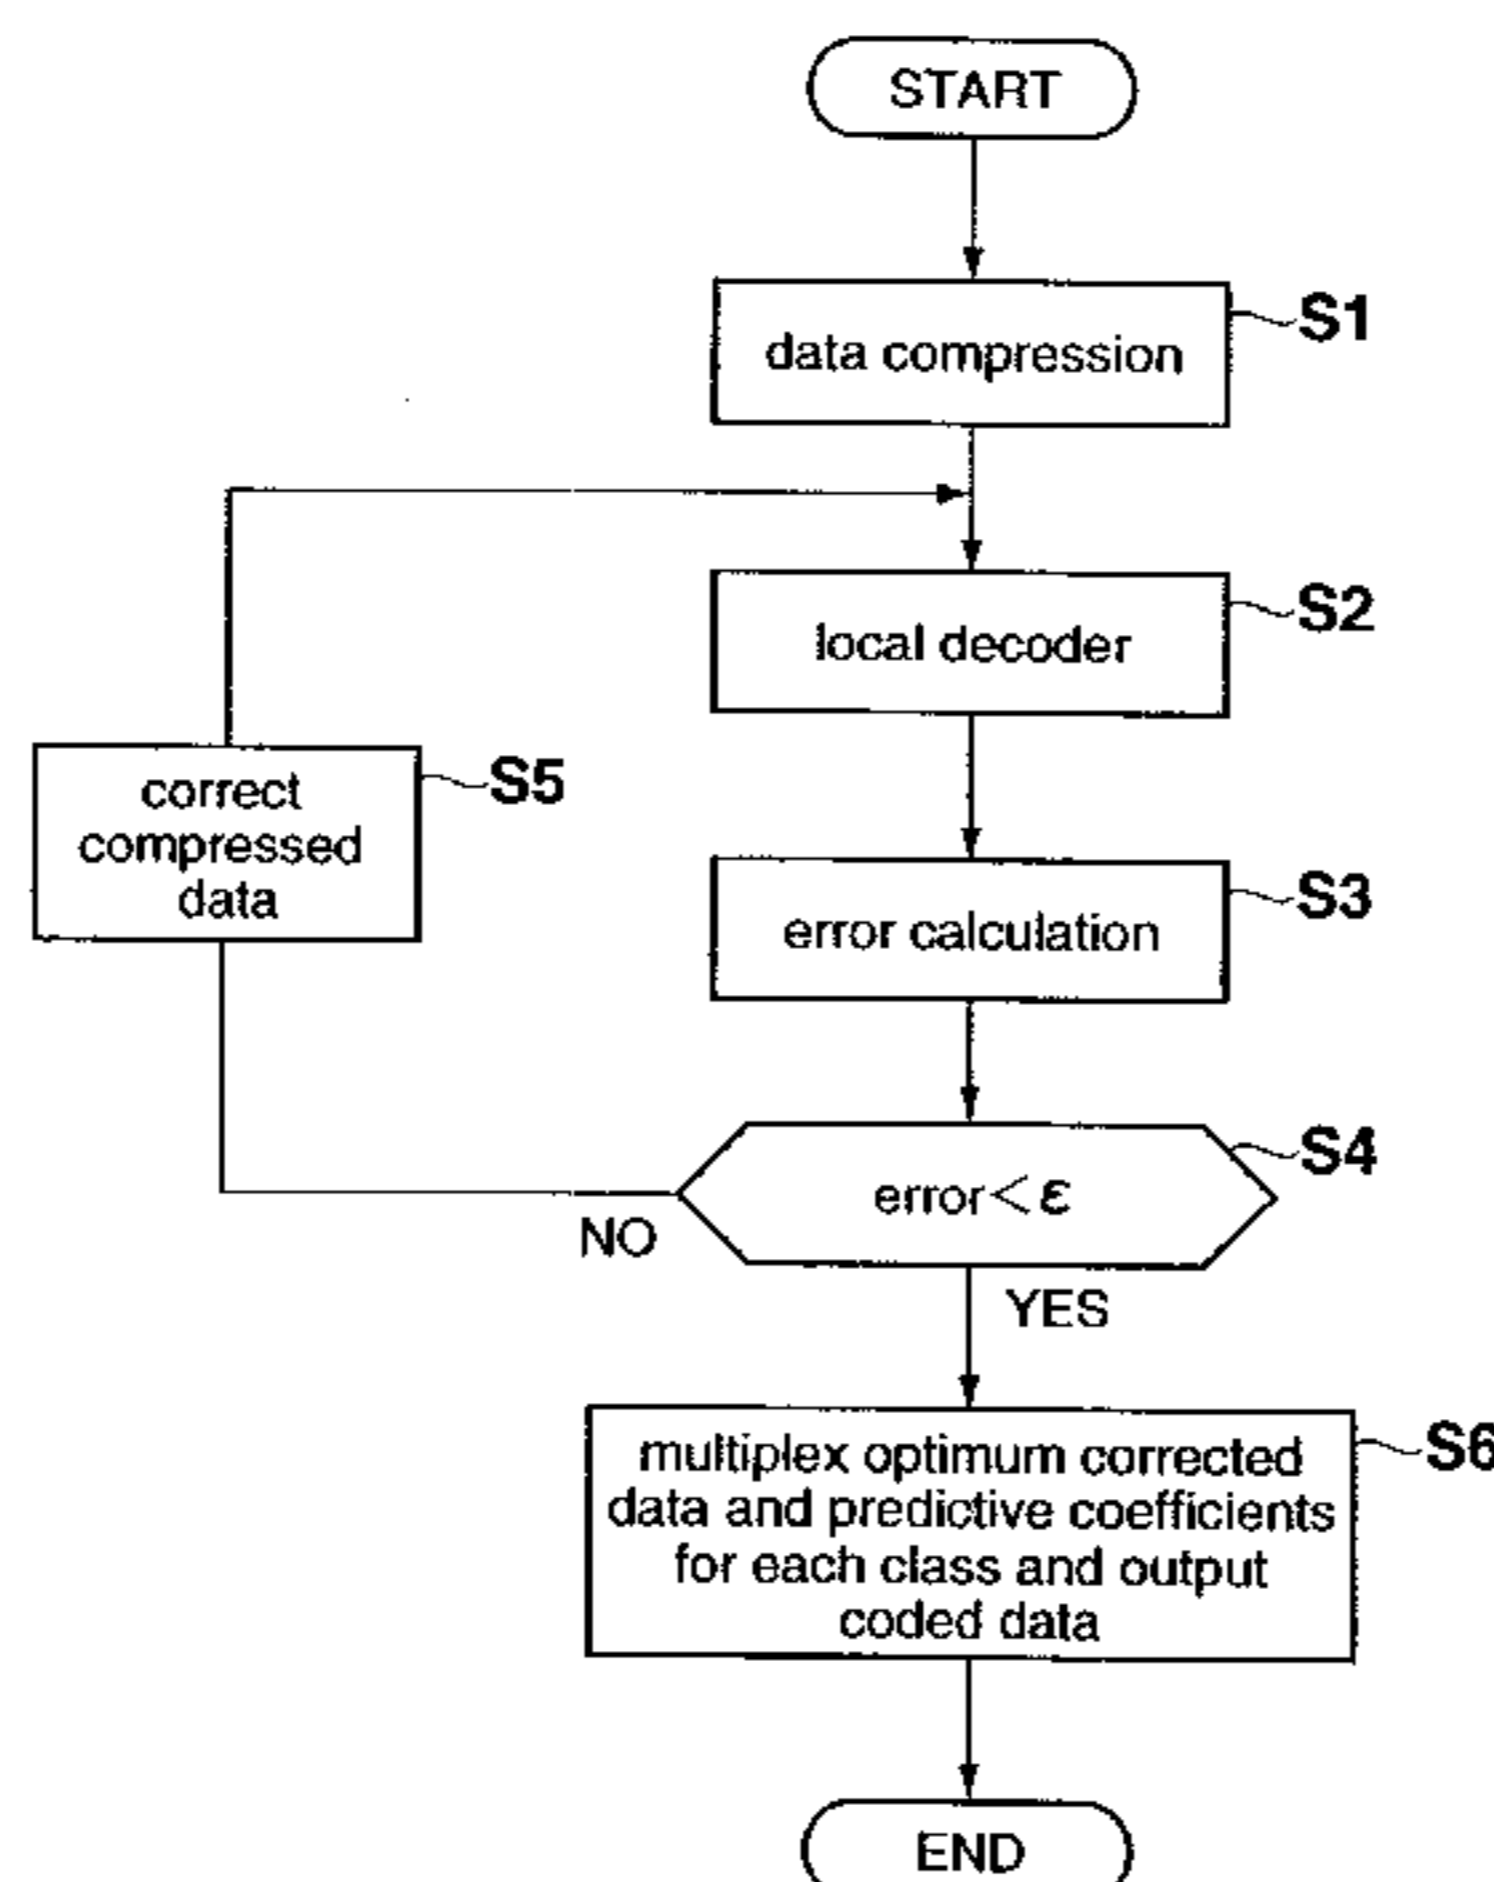 START
data compression
S1
local decoder
S2
correct
compressed
data
S5
error calculation
S3
error<ε
S4
NO
YES
multiplex optimum corrected
data and predictive coefficients
for each class and output
coded data
S6
END